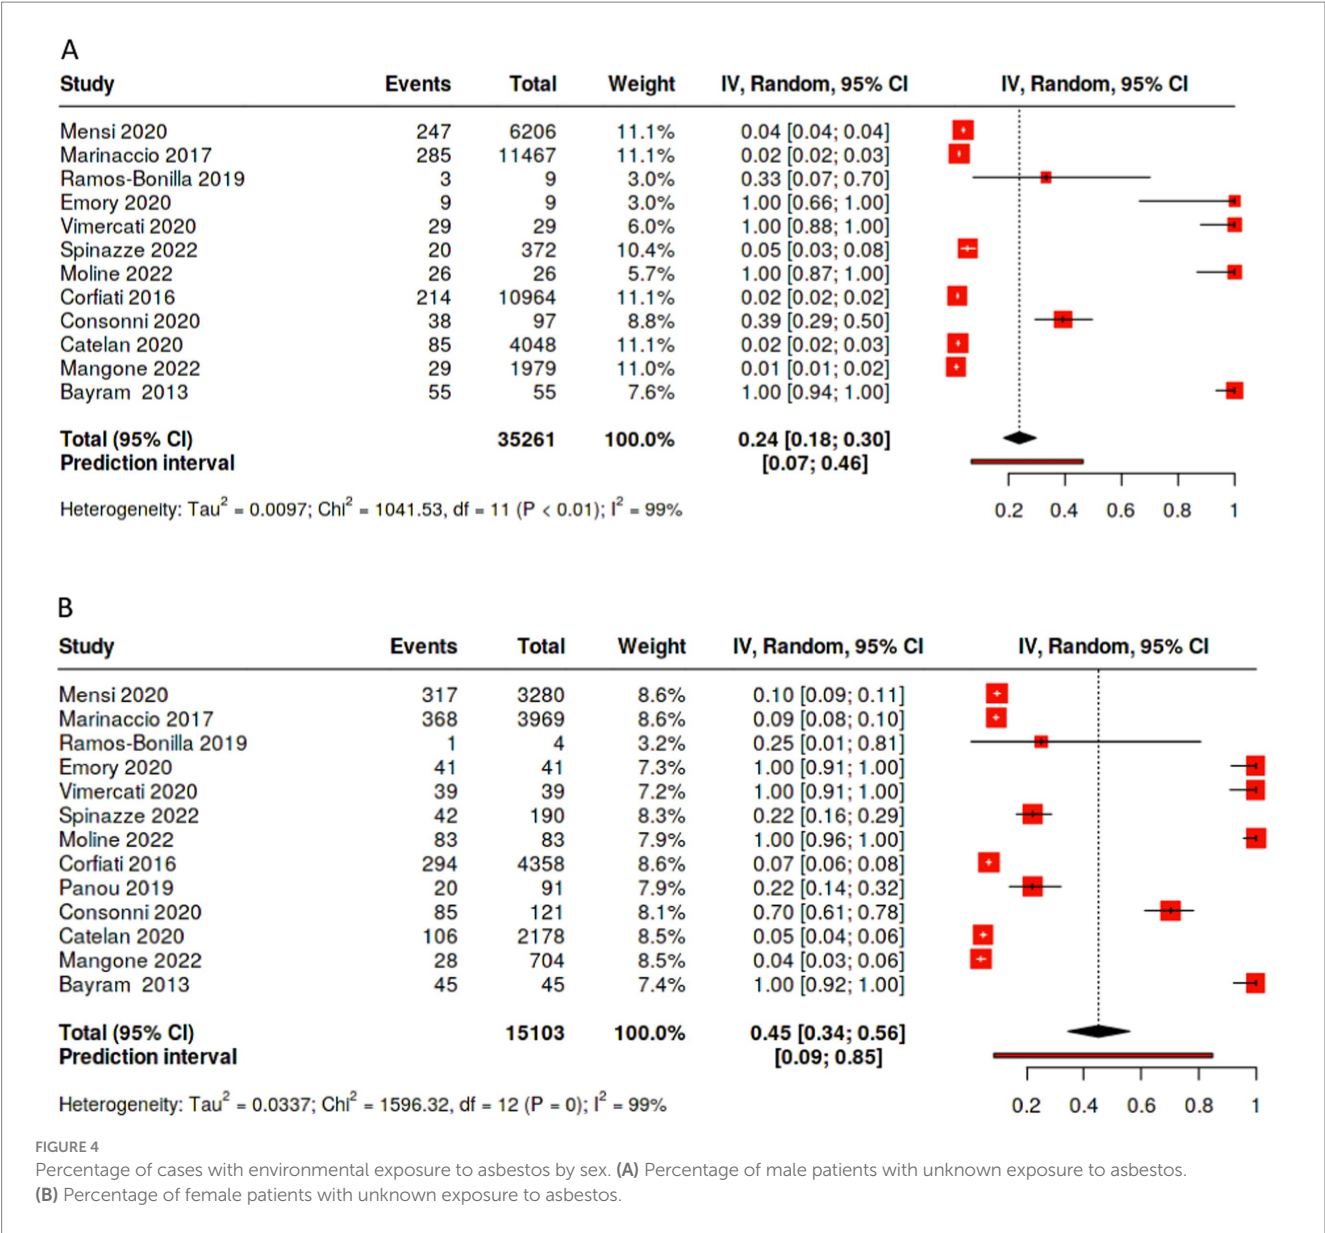 A
Study Events Total Weight IV, Random, 95% CI IV, Random, 95% CI
Mensi 2020 247 6206 11.1% 0.04 [0.04; 0.04]
Marinaccio 2017 285 11467 11.1% 0.02 [0.02; 0.03]
Ramos-Bonilla 2019 3 9 3.0% 0.33 [0.07; 0.70]
Emory 2020 9 9 3.0% 1.00 [0.66; 1.00]
Vimercati 2020 29 29 6.0% 1.00 [0.88; 1.00]
Spinazze 2022 20 372 10.4% 0.05 [0.03; 0.08]
Moline 2022 26 26 5.7% 1.00 [0.87; 1.00]
Corfiati 2016 214 10964 11.1% 0.02 [0.02; 0.02]
Consonni 2020 38 97 8.8% 0.39 [0.29; 0.50]
Catelan 2020 85 4048 11.1% 0.02 [0.02; 0.03]
Mangone 2022 29 1979 11.0% 0.01 [0.01; 0.02]
Bayram 2013 55 55 7.6% 1.00 [0.94; 1.00]
Total (95% CI) 35261 100.0% 0.24 [0.18; 0.30]
Prediction interval [0.07; 0.46]
Heterogeneity: Tau² = 0.0097; Chi² = 1041.53, df = 11 (P < 0.01); I² = 99%
0.2 0.4 0.6 0.8 1
B
Study Events Total Weight IV, Random, 95% CI IV, Random, 95% CI
Mensi 2020 317 3280 8.6% 0.10 [0.09; 0.11]
Marinaccio 2017 368 3969 8.6% 0.09 [0.08; 0.10]
Ramos-Bonilla 2019 1 4 3.2% 0.25 [0.01; 0.81]
Emory 2020 41 41 7.3% 1.00 [0.91; 1.00]
Vimercati 2020 39 39 7.2% 1.00 [0.91; 1.00]
Spinazze 2022 42 190 8.3% 0.22 [0.16; 0.29]
Moline 2022 83 83 7.9% 1.00 [0.96; 1.00]
Corfiati 2016 294 4358 8.6% 0.07 [0.06; 0.08]
Panou 2019 20 91 7.9% 0.22 [0.14; 0.32]
Consonni 2020 85 121 8.1% 0.70 [0.61; 0.78]
Catelan 2020 106 2178 8.5% 0.05 [0.04; 0.06]
Mangone 2022 28 704 8.5% 0.04 [0.03; 0.06]
Bayram 2013 45 45 7.4% 1.00 [0.92; 1.00]
Total (95% CI) 15103 100.0% 0.45 [0.34; 0.56]
Prediction interval [0.09; 0.85]
Heterogeneity: Tau² = 0.0337; Chi² = 1596.32, df = 12 (P = 0); I² = 99%
0.2 0.4 0.6 0.8 1
FIGURE 4
Percentage of cases with environmental exposure to asbestos by sex. (A) Percentage of male patients with unknown exposure to asbestos.
(B) Percentage of female patients with unknown exposure to asbestos.